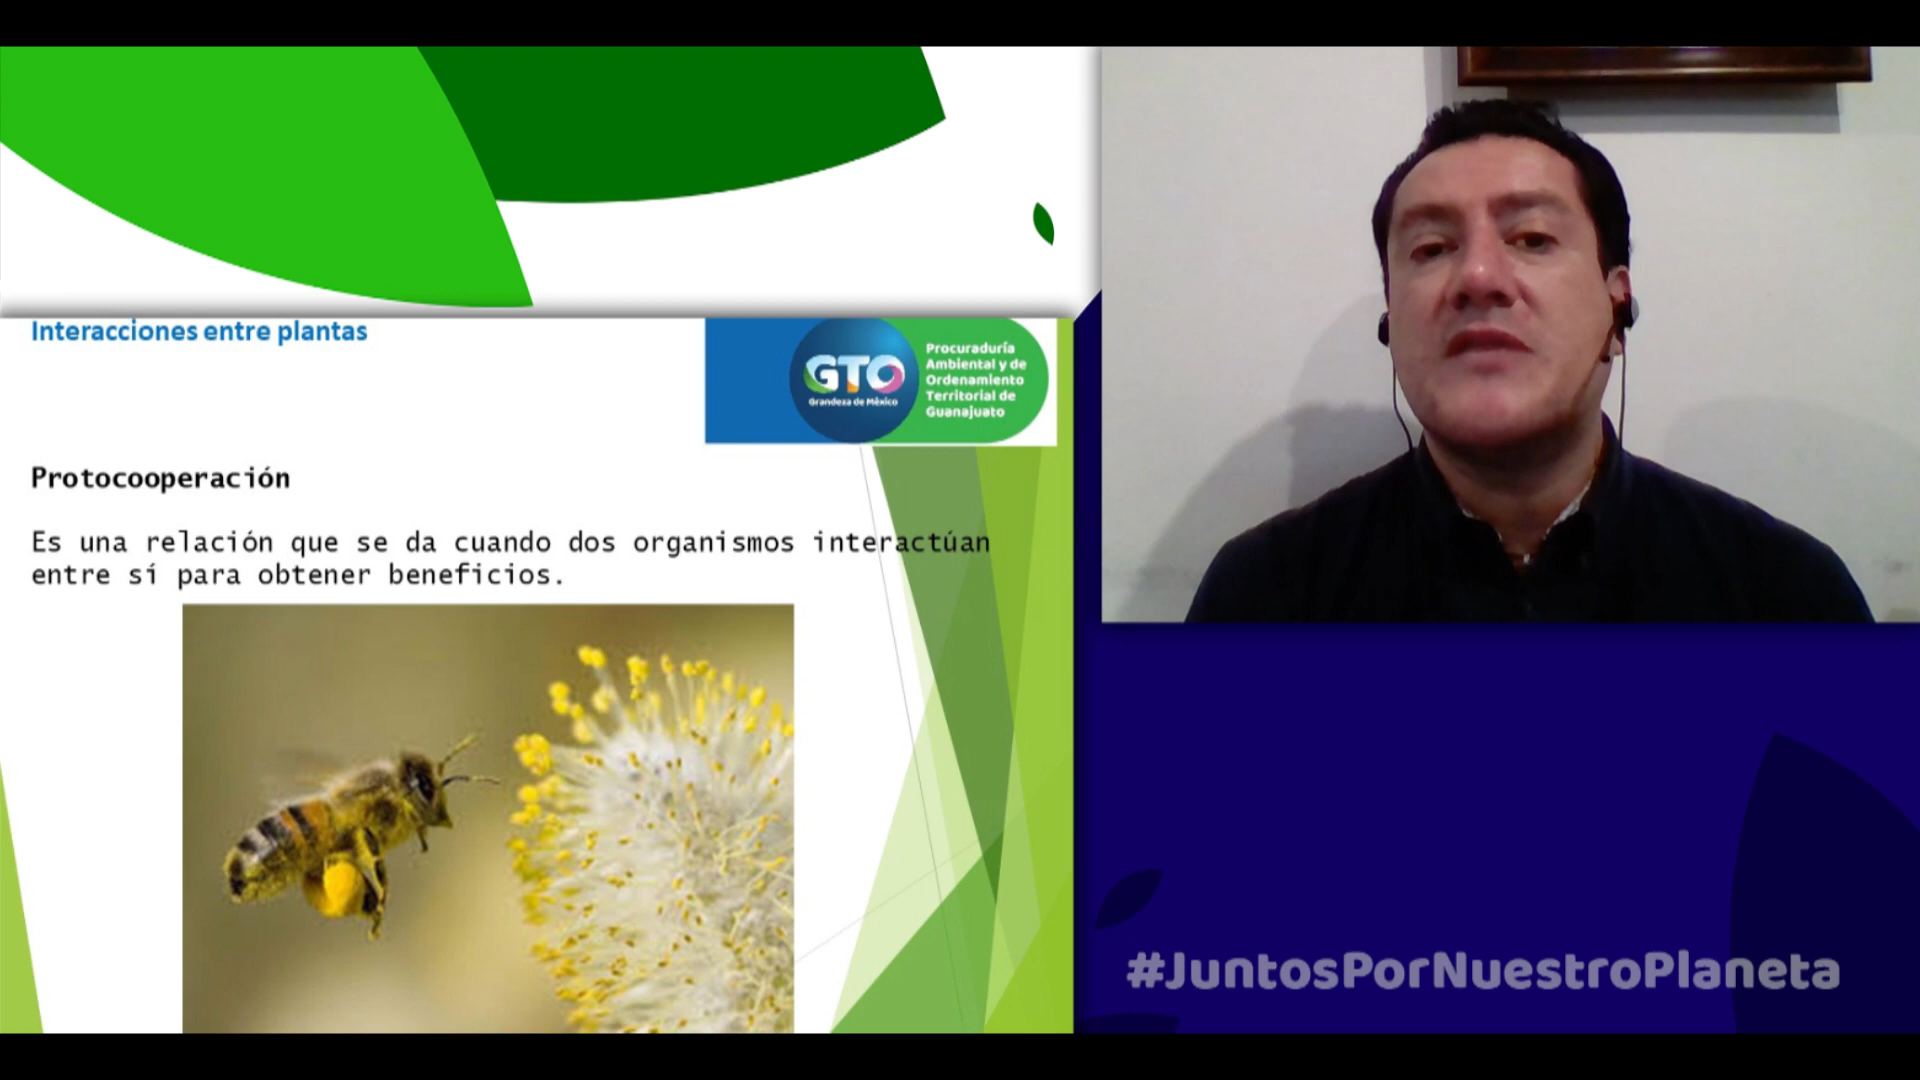 Interacciones entre plantas
GTO
Grandeza de México
Procuraduría
Ambiental y de
Ordenamiento
Territorial de
Guanajuato
Protocooperación
Es una relación que se da cuando dos organismos interactúan
entre sí para obtener beneficios.
#JuntosPorNuestroPlaneta